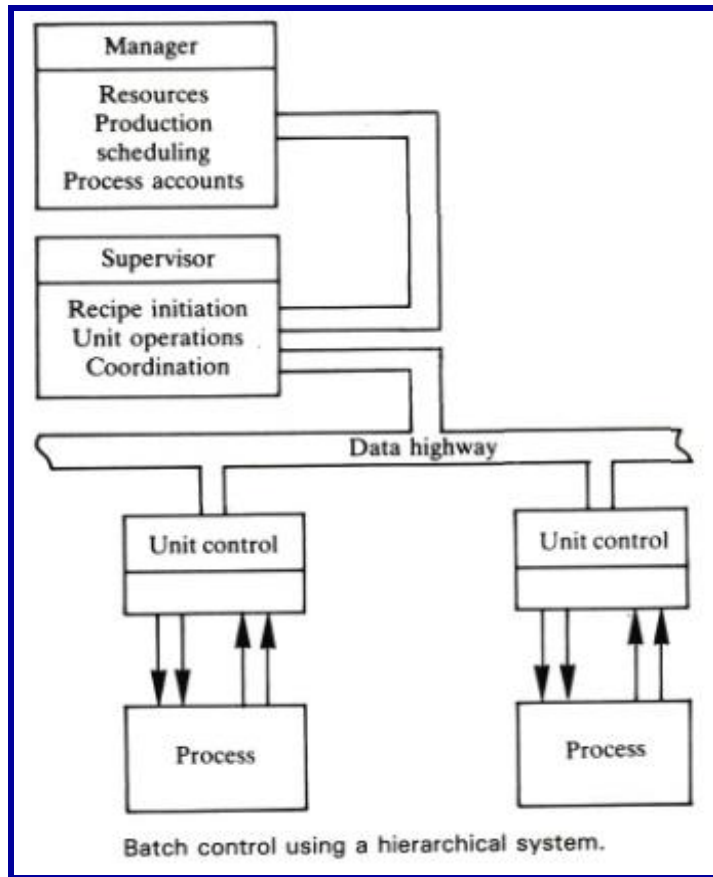 Manager
Resources
Production
scheduling
Process accounts
Supervisor
Recipe initiation
Unit operations
Coordination
Data highway
Unit control
Unit control
Process
Process
Batch control using a hierarchical system.